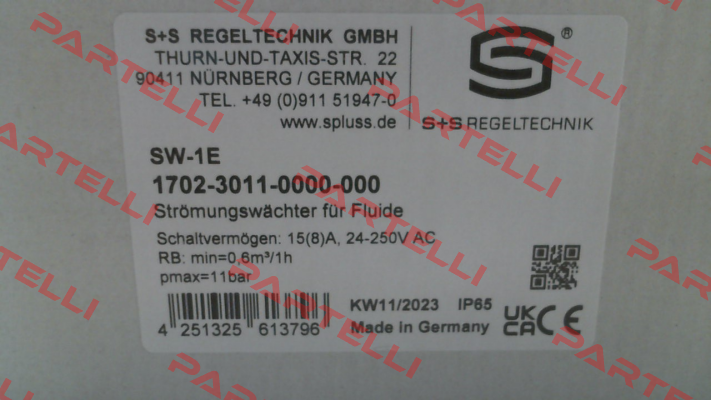 S+S REGELTECHNIK GMBH
THURN-UND-TAXIS-STR. 22
90411 NÜRNBERG / GERMANY
TEL. +49 (0)911 51947-0
www.spluss.de
S ®
S+S REGELTECHNIK
SW-1E
1702-3011-0000-000
Strömungswächter für Fluide
Schaltvermögen: 15(8)A, 24-250V AC
RB: min=0,6m³/1h
pmax=11bar
4 251325 613796
KW11/2023 IP65
Made in Germany
UK CA CE
PARTELLI
PARTELLI
PARTELLI
PARTELLI
PARTELLI
PARTELLI
PARTELLI